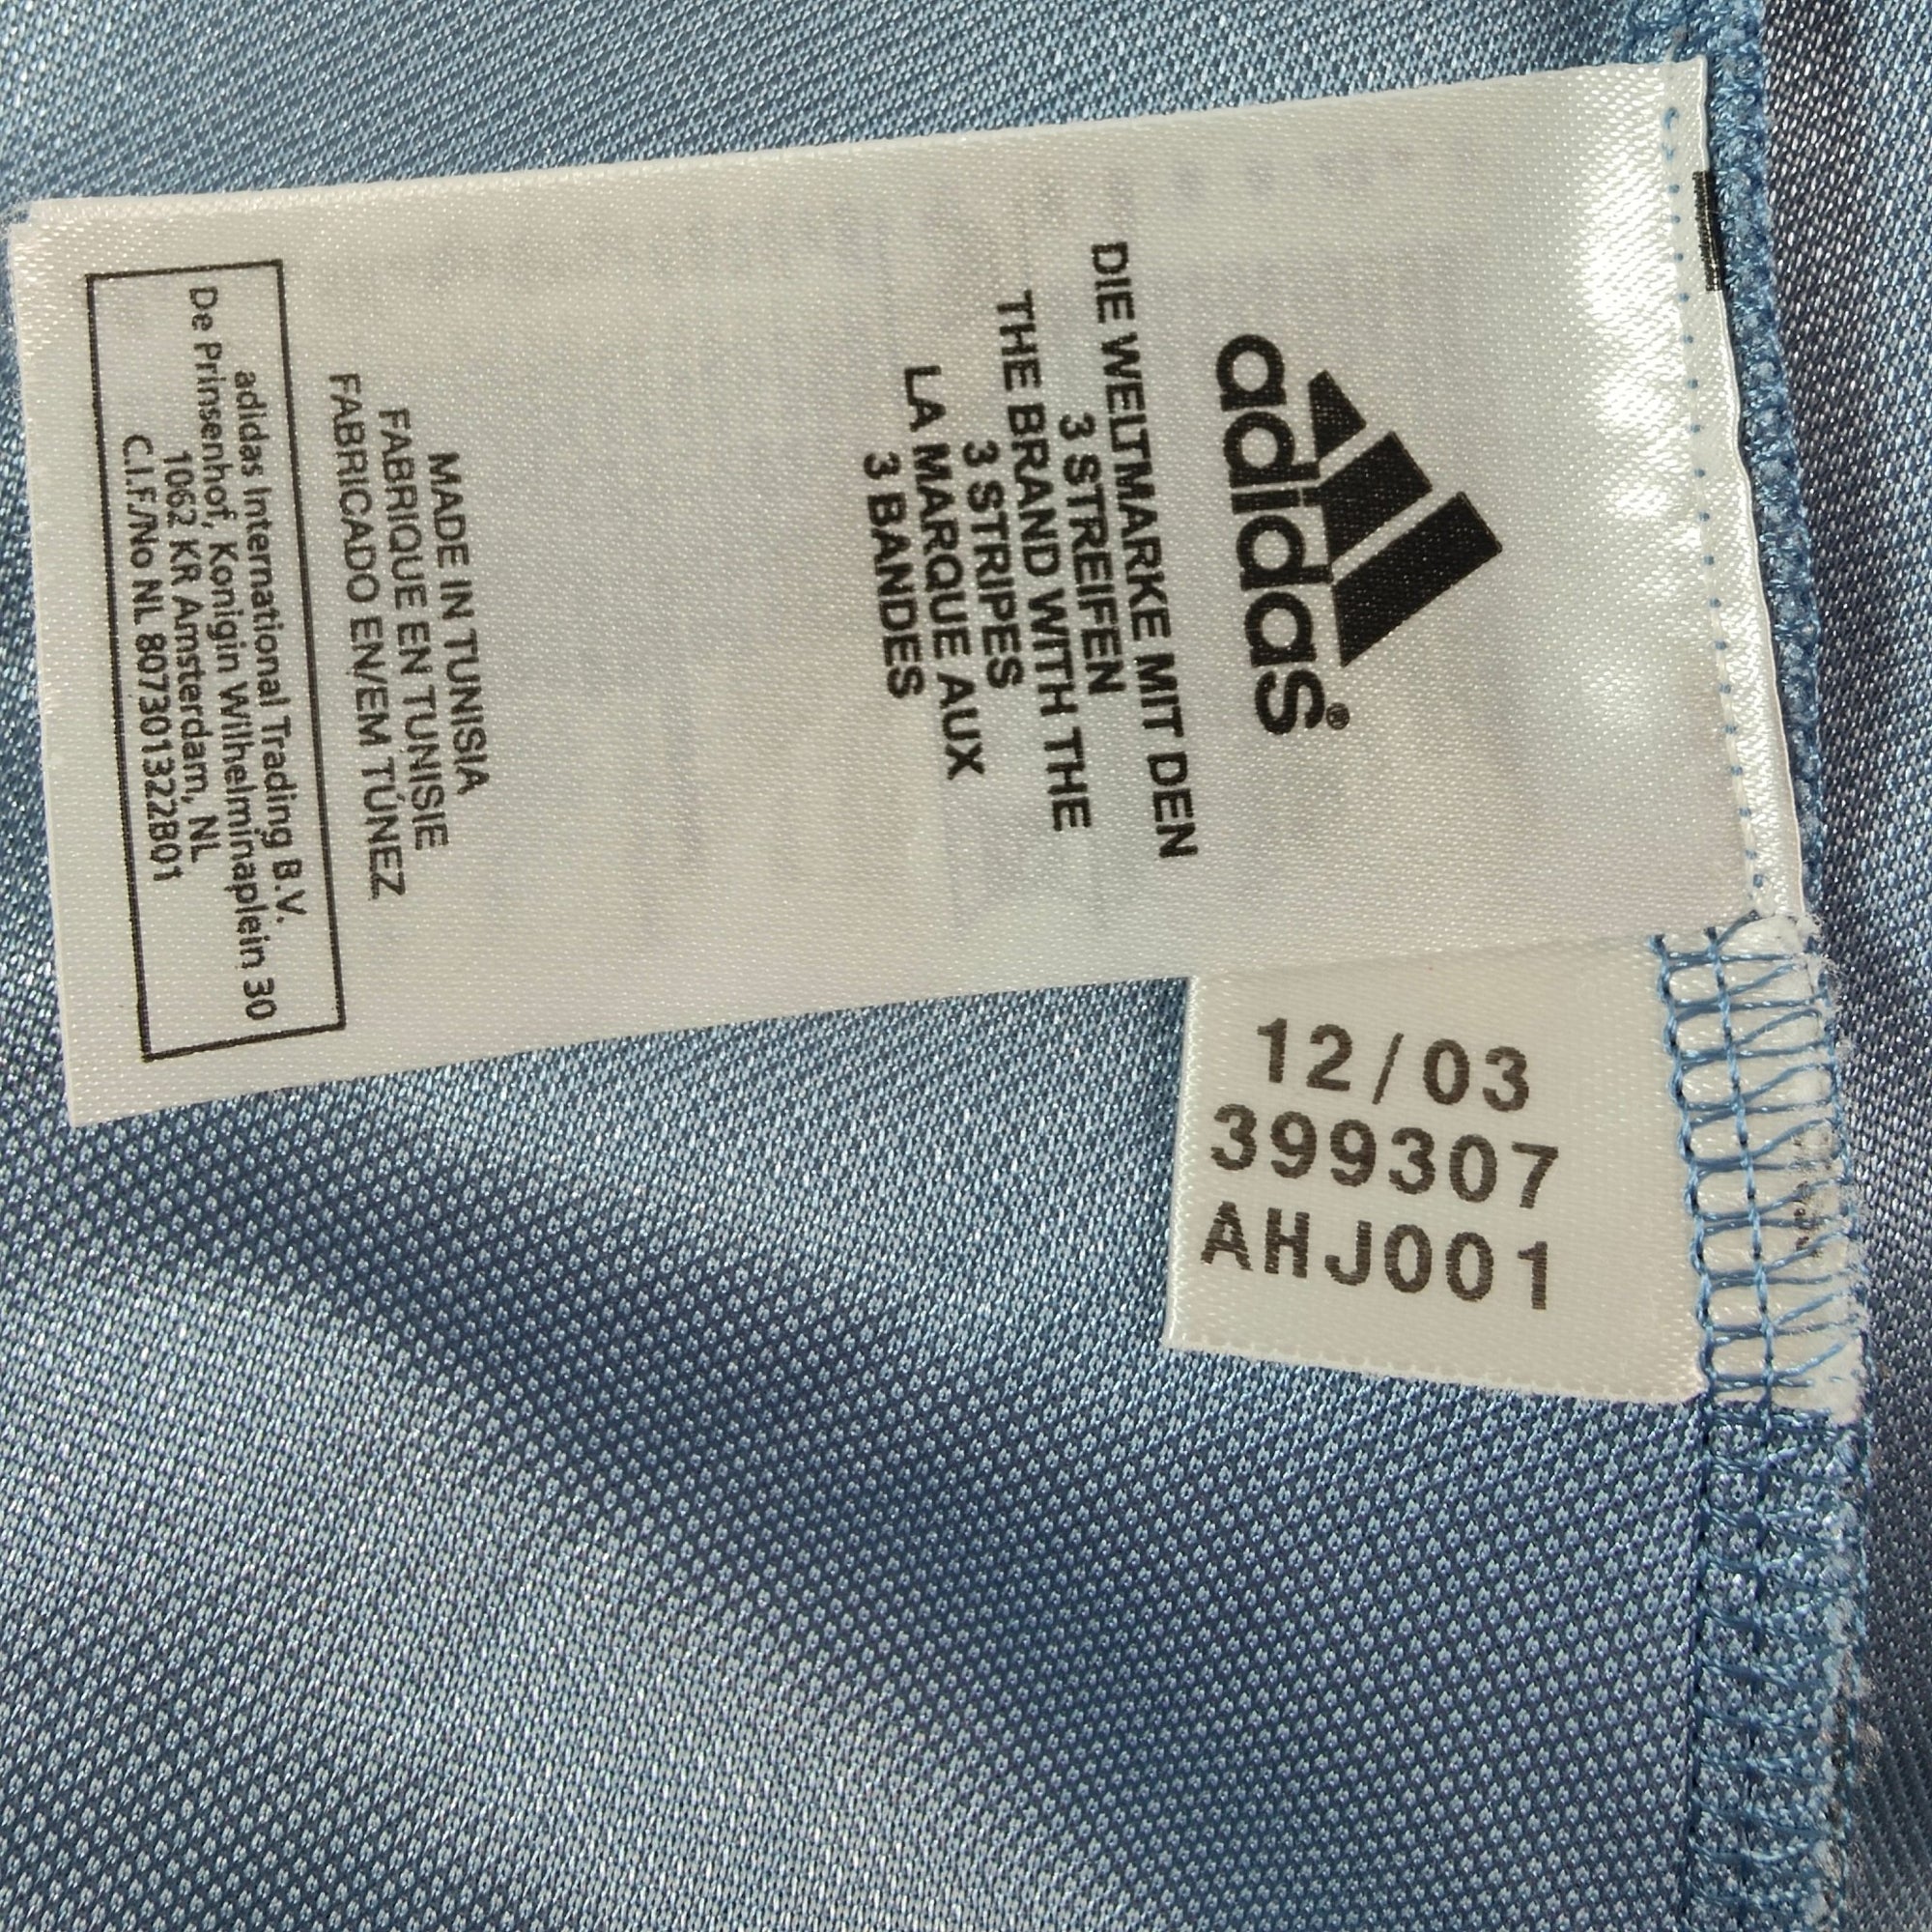 adidas®
DIE WELTMARKE MIT DEN
3 STREIFEN
THE BRAND WITH THE
3 STRIPES
LA MARQUE AUX
3 BANDES
MADE IN TUNISIA
FABRIQUE EN TUNISIE
FABRICADO EN/EM TÚNEZ
adidas International Trading B.V.
De Prinsenhof, Konigin Wilhelminaplein 30
1062 KR Amsterdam, NL
C.I.F./No NL 807301322B01
12/03
399307
AHJ001